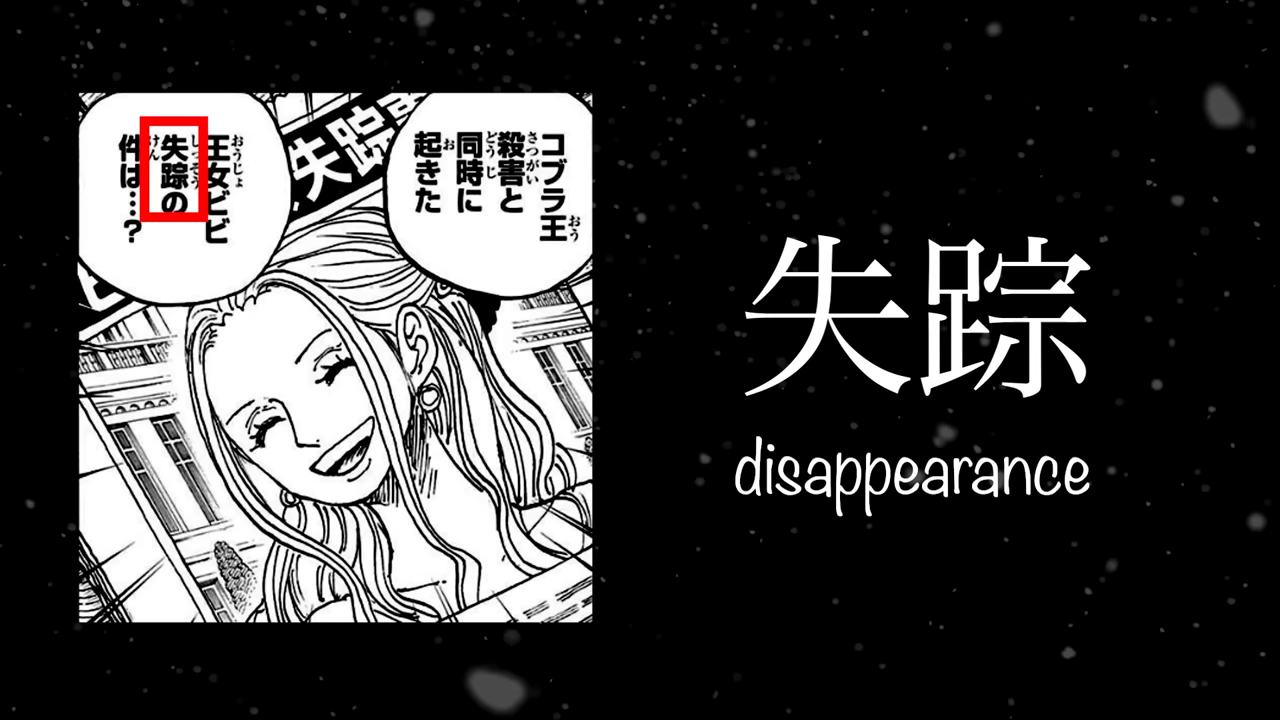 コブラ王
殺害と
同時に
起きた
王女ビビ
失踪の
件は…?
失踪
失踪
disappearance